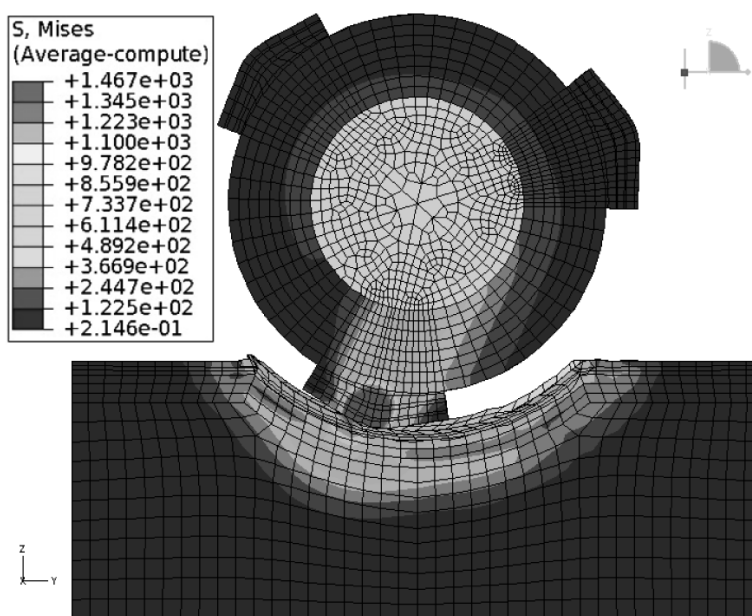 S, Mises
(Average-compute)
+1.467e+03
+1.345e+03
+1.223e+03
+1.100e+03
+9.782e+02
+8.559e+02
+7.337e+02
+6.114e+02
+4.892e+02
+3.669e+02
+2.447e+02
+1.225e+02
+2.146e-01
Z
Z
X Y